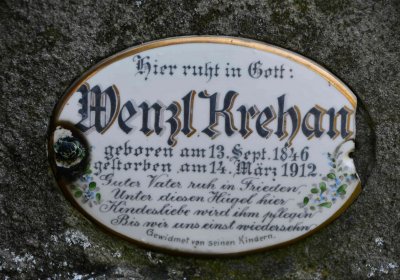 Hier ruht in Gott:
Wenzl Krehan
geboren am 13. Sept. 1846
gestorben am 14. März 1912.
Guter Vater ruh in Frieden,
Unter diesen Hügel hier,
Kindesliebe wird ihm pflegen
Bis wir uns einst wiedersehn.
Gewidmet von seinen Kindern.